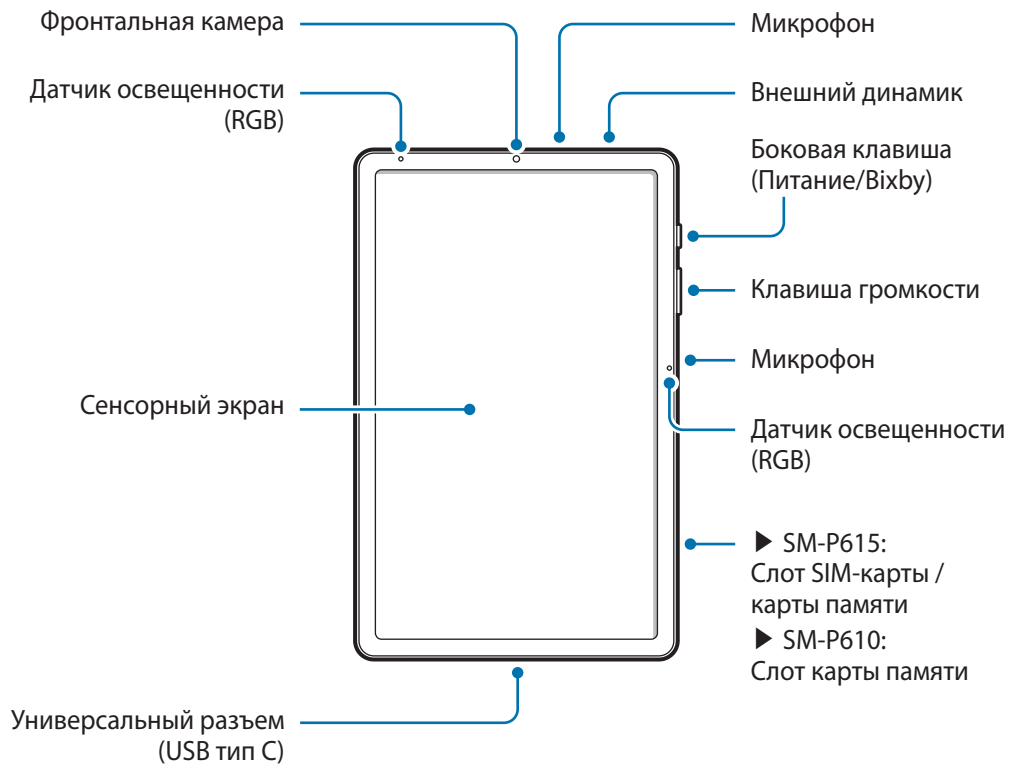 Фронтальная камера
Датчик освещенности
(RGB)
Сенсорный экран
Универсальный разъем
(USB тип C)
Микрофон
Внешний динамик
Боковая клавиша
(Питание/Bixby)
Клавиша громкости
Микрофон
Датчик освещенности
(RGB)
▶ SM-P615:
Слот SIM-карты /
карты памяти
▶ SM-P610:
Слот карты памяти